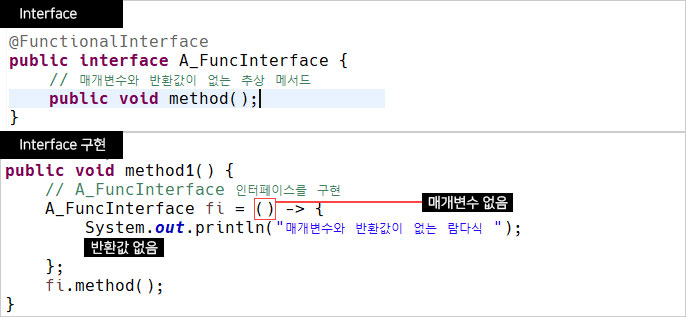 Interface
@FunctionalInterface
public interface A_FuncInterface {
// 매개변수와 반환값이 없는 추상 메서드
public void method();
}
Interface 구현
public void method1() {
// A_FuncInterface 인터페이스를 구현
A_FuncInterface fi = () -> {
매개변수 없음
System.out.println("매개변수와 반환값이 없는 람다식 ");
반환값 없음
};
fi.method();
}